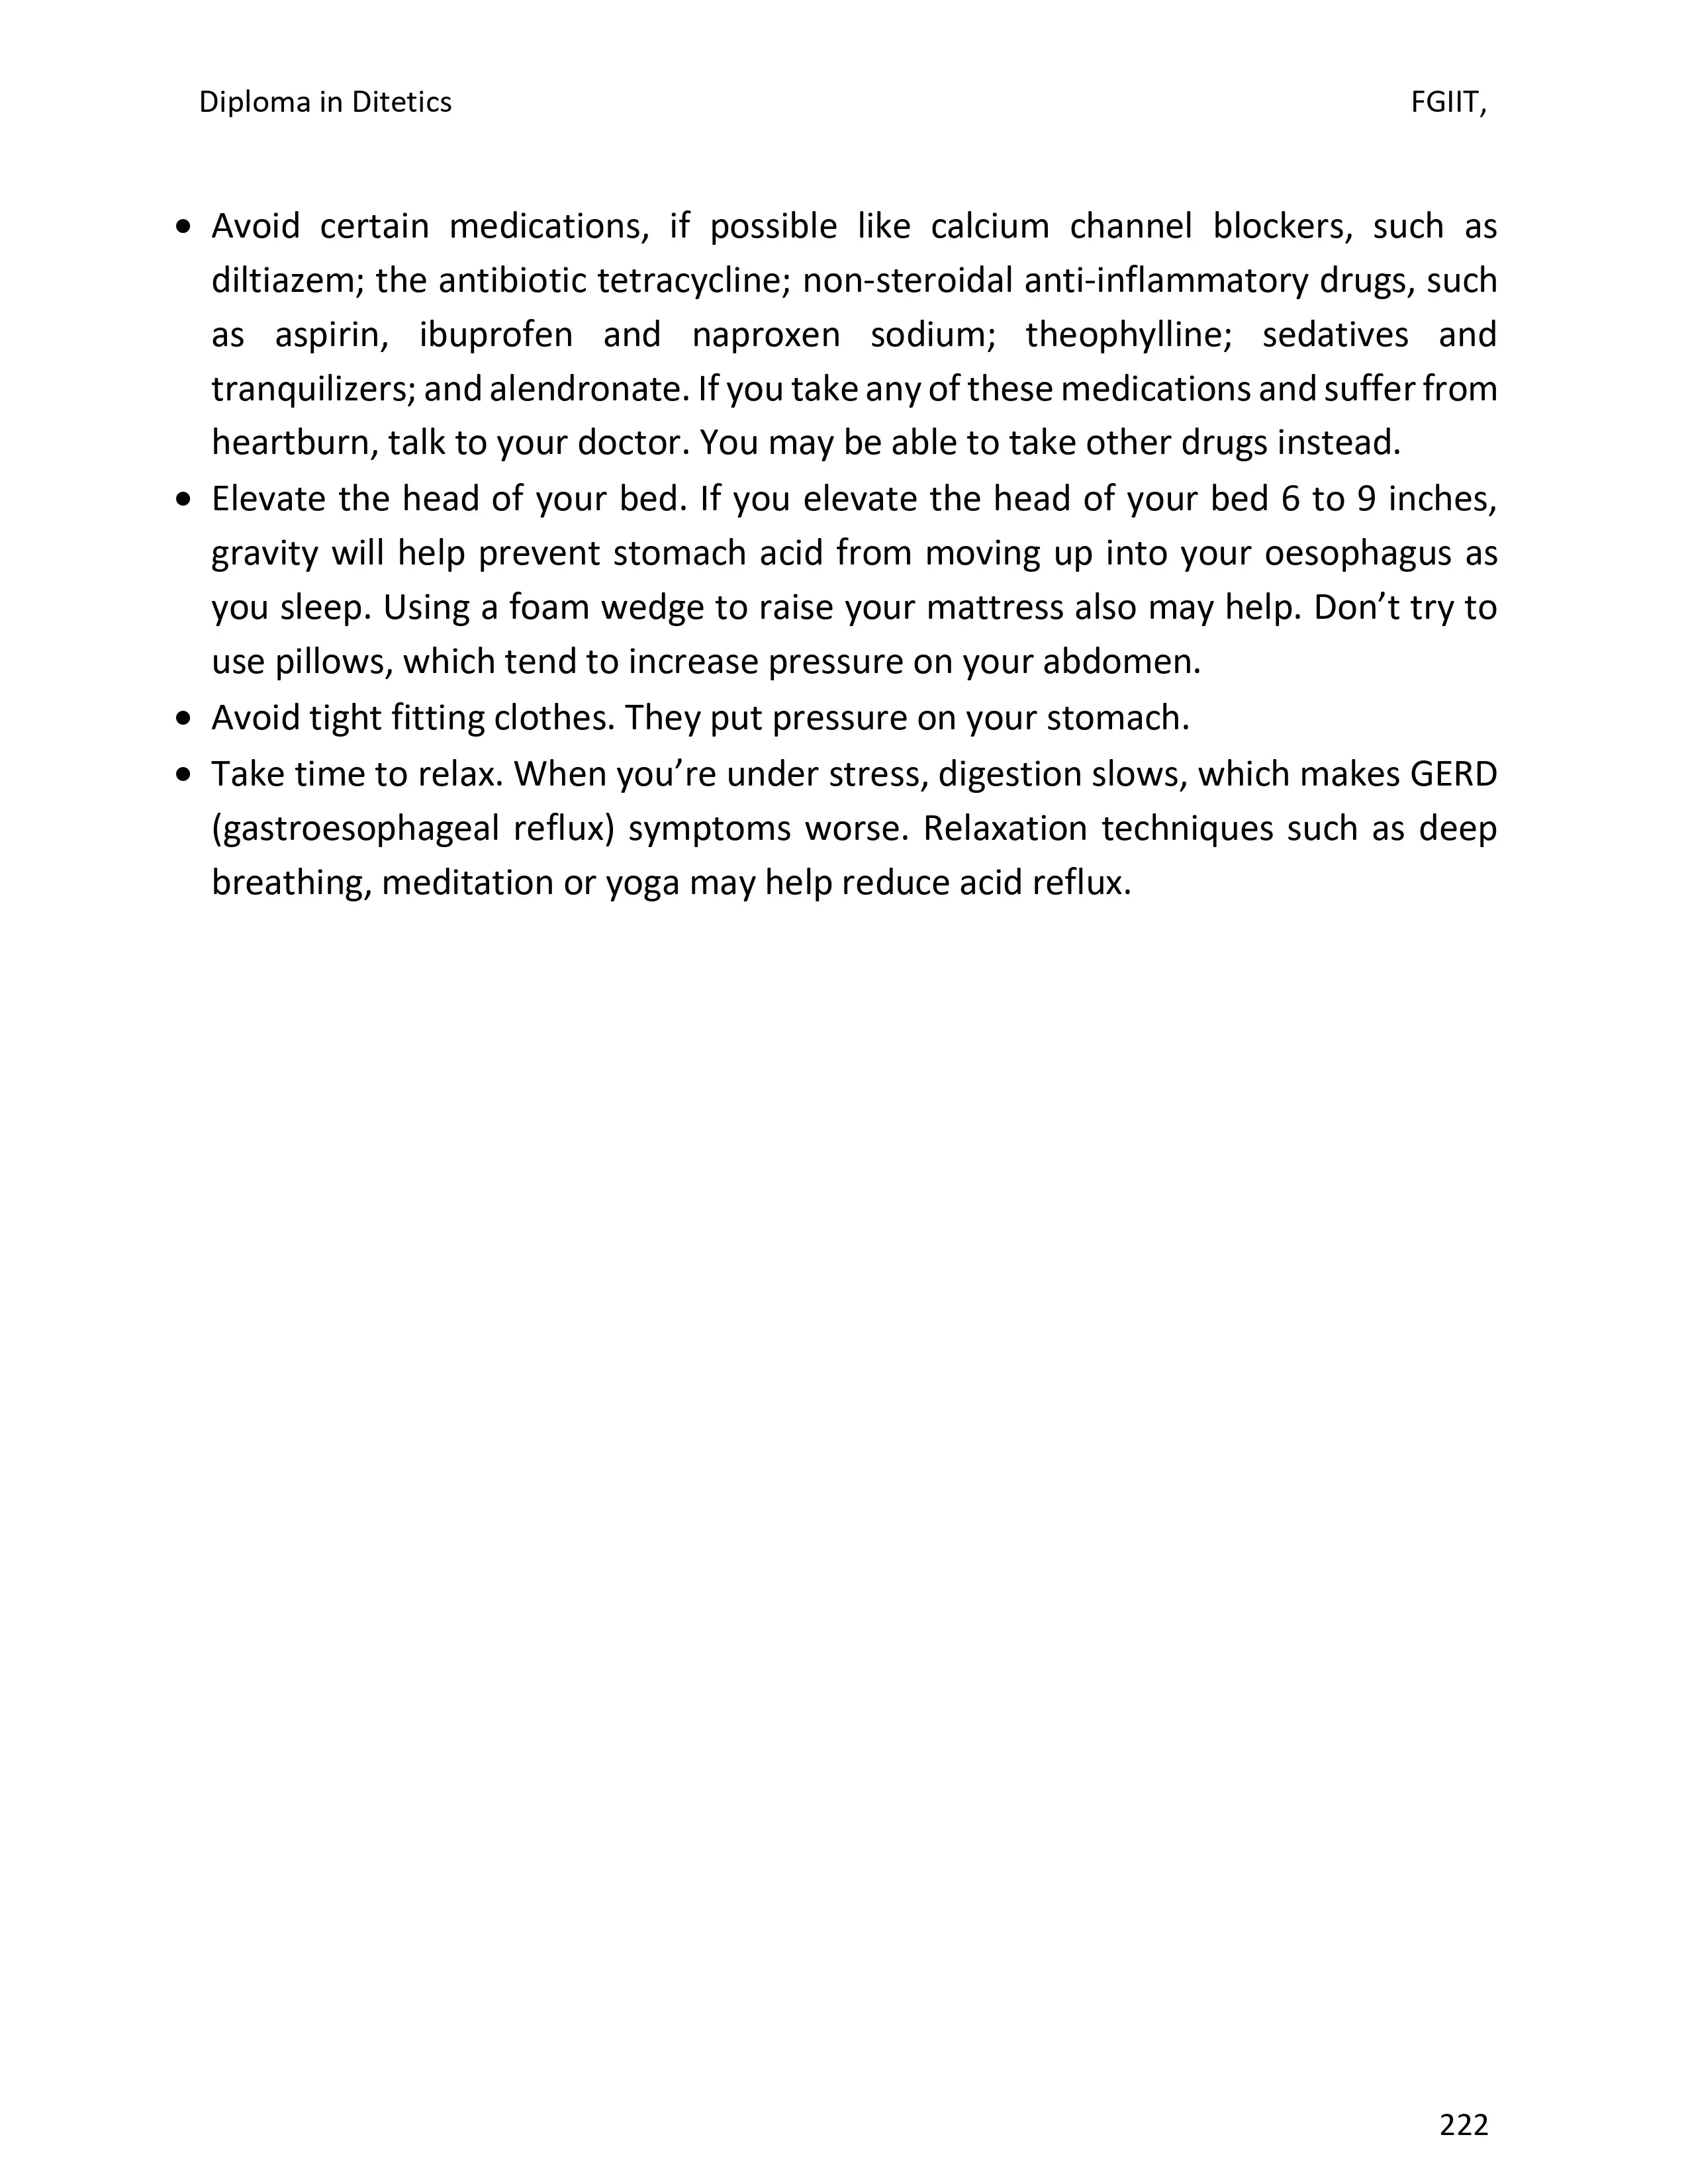 Diploma in Ditetics FGIIT,
• Avoid certain medications, if possible like calcium channel blockers, such as
diltiazem; the antibiotic tetracycline; non-steroidal anti-inflammatory drugs, such
as aspirin, ibuprofen and naproxen sodium; theophylline; sedatives and
tranquilizers; and alendronate. If you take any of these medications and suffer from
heartburn, talk to your doctor. You may be able to take other drugs instead.
• Elevate the head of your bed. If you elevate the head of your bed 6 to 9 inches,
gravity will help prevent stomach acid from moving up into your oesophagus as
you sleep. Using a foam wedge to raise your mattress also may help. Don’t try to
use pillows, which tend to increase pressure on your abdomen.
• Avoid tight fitting clothes. They put pressure on your stomach.
• Take time to relax. When you’re under stress, digestion slows, which makes GERD
(gastroesophageal reflux) symptoms worse. Relaxation techniques such as deep
breathing, meditation or yoga may help reduce acid reflux.
222